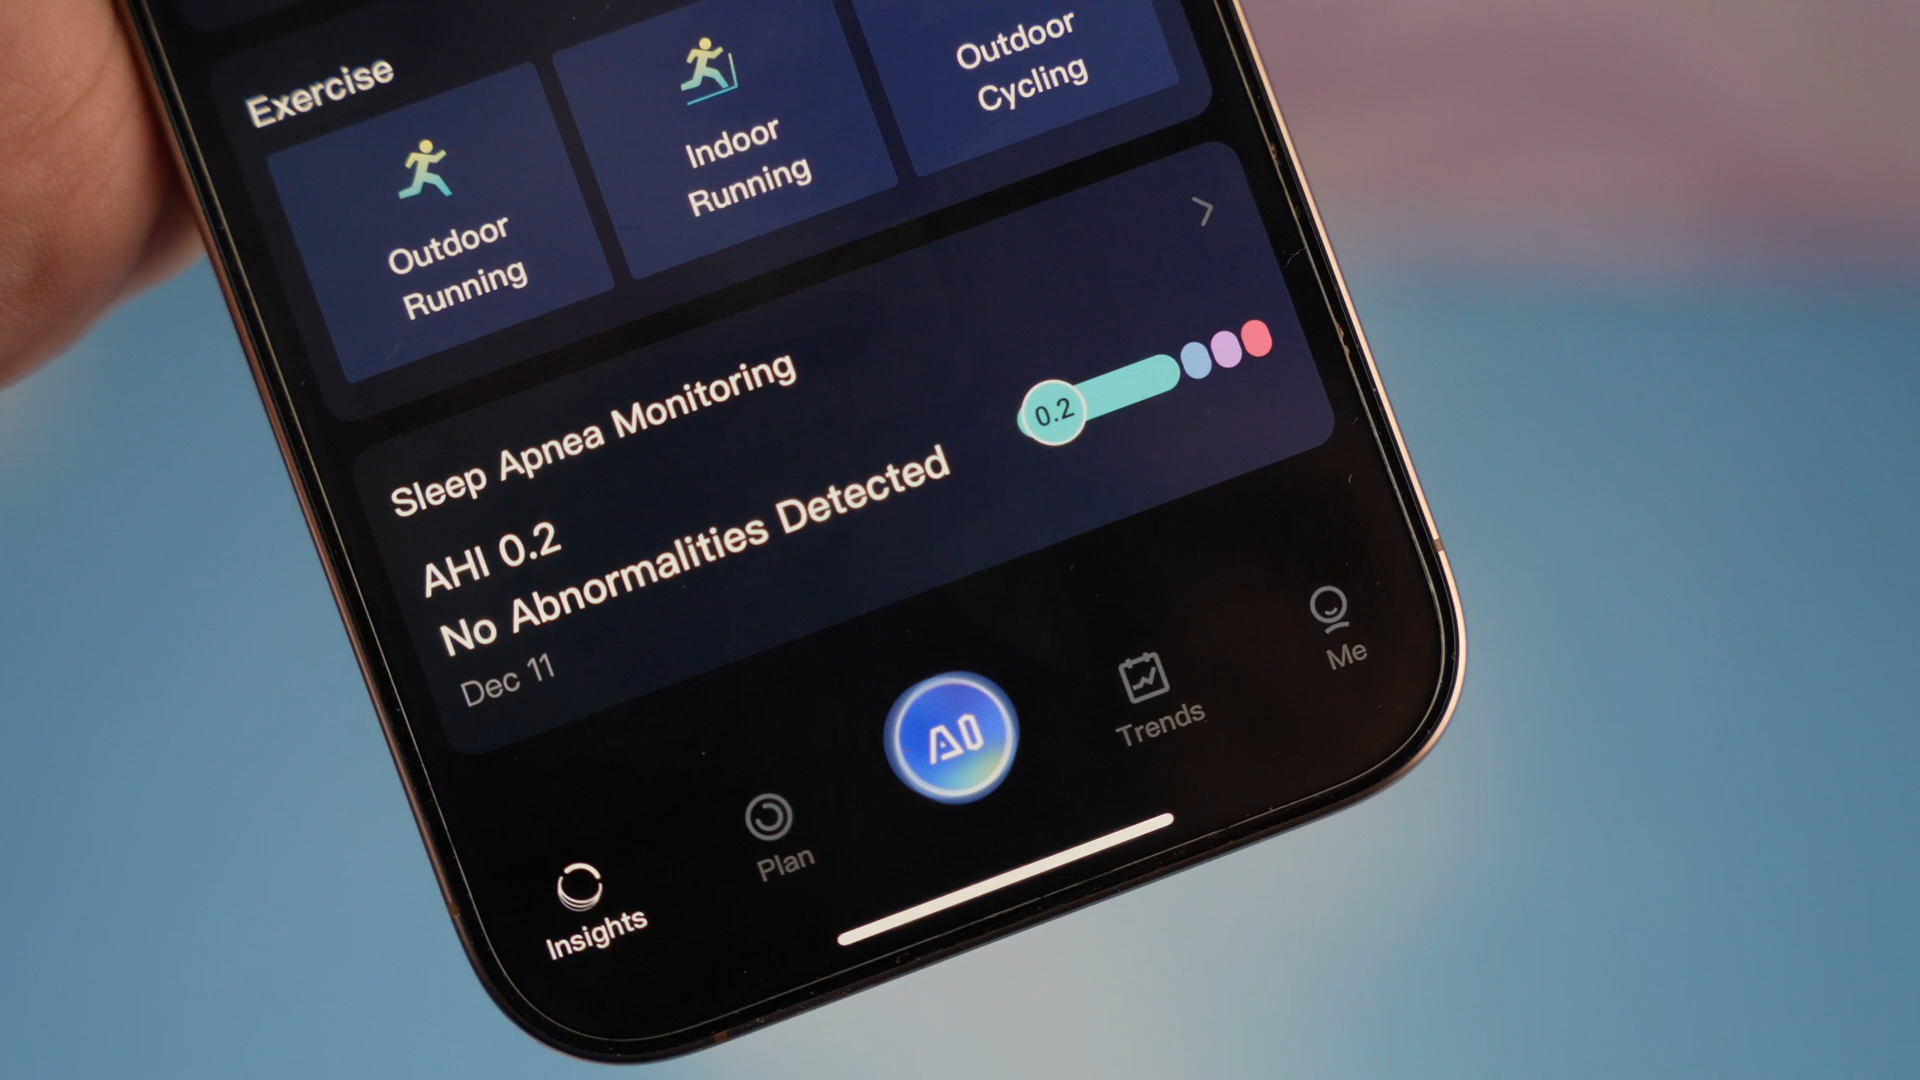 Exercise
Outdoor
Running
Indoor
Running
Outdoor
Cycling
Sleep Apnea Monitoring
AHI 0.2
No Abnormalities Detected
Dec 11
0.2
Insights
Plan
AI
Trends
Me